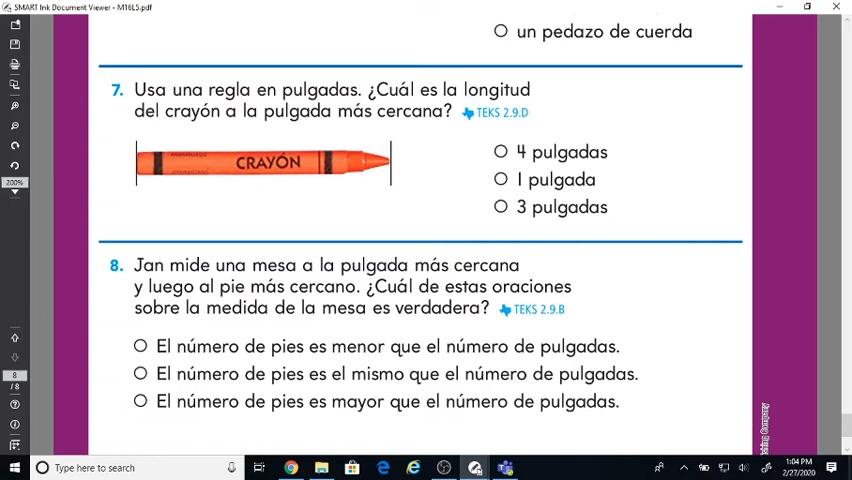 SMART Ink Document Viewer - M16L5.pdf
un pedazo de cuerda
7. Usa una regla en pulgadas. ¿Cuál es la longitud
del crayón a la pulgada más cercana? TEKS 2.9.D
CRAYÓN
4 pulgadas
1 pulgada
3 pulgadas
8. Jan mide una mesa a la pulgada más cercana
y luego al pie más cercano. ¿Cuál de estas oraciones
sobre la medida de la mesa es verdadera? TEKS 2.9.B
El número de pies es menor que el número de pulgadas.
El número de pies es el mismo que el número de pulgadas.
El número de pies es mayor que el número de pulgadas.
Company
200%
8
/ 8
Type here to search
1:04 PM
2/27/2020